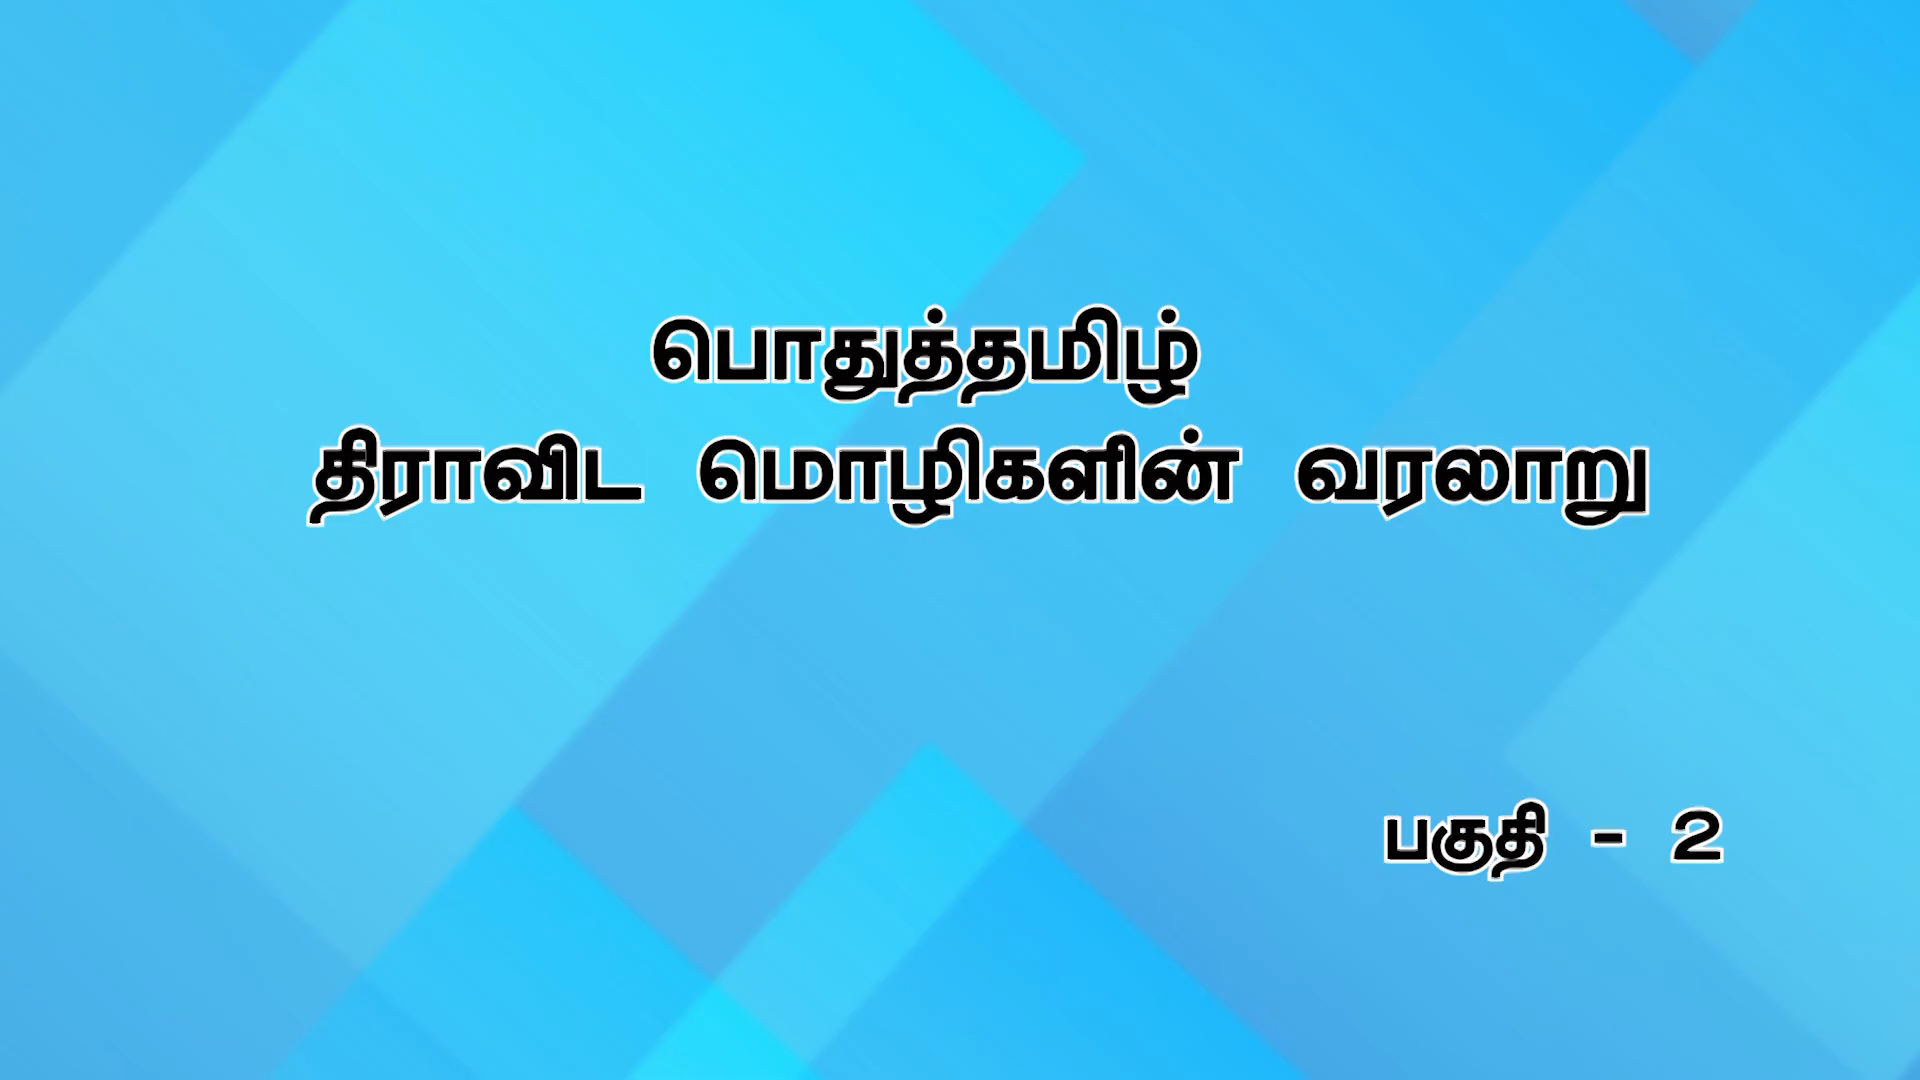 பொதுத்தமிழ்
திராவிட மொழிகளின் வரலாறு
பகுதி - 2